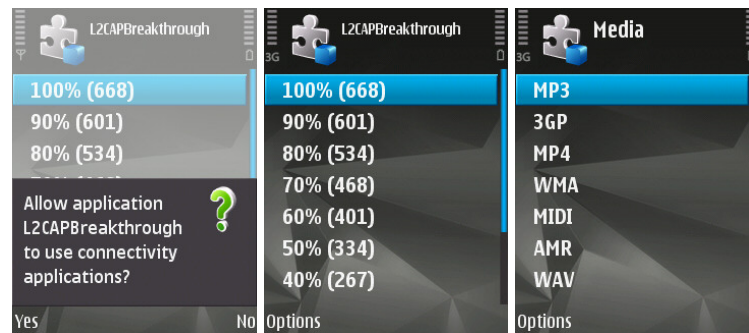 L2CAPBreakthrough
100% (668)
90% (601)
80% (534)
Allow application
L2CAPBreakthrough
to use connectivity
applications?
Yes
No
L2CAPBreakthrough
3G
100% (668)
90% (601)
80% (534)
70% (468)
60% (401)
50% (334)
40% (267)
Options
Media
3G
MP3
3GP
MP4
WMA
MIDI
AMR
WAV
Options